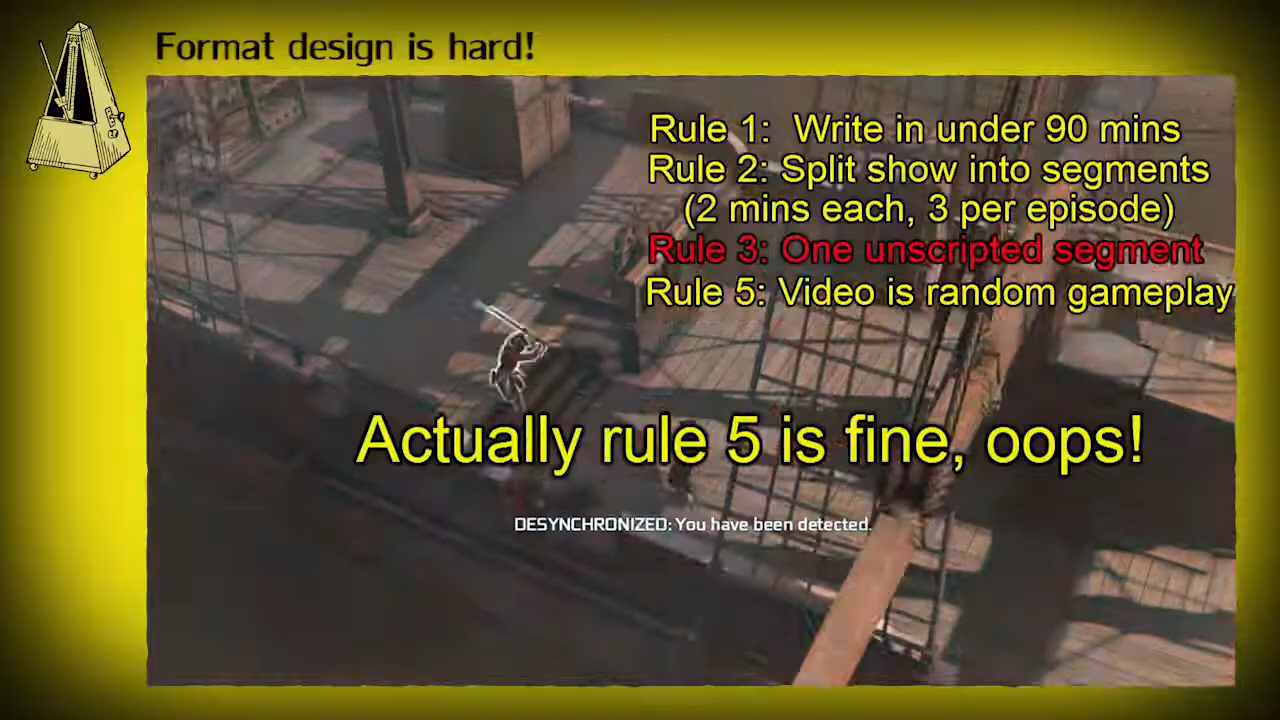 Format design is hard!
Rule 1: Write in under 90 mins
Rule 2: Split show into segments
(2 mins each, 3 per episode)
Rule 3: One unscripted segment
Rule 5: Video is random gameplay
Actually rule 5 is fine, oops!
DESYNCHRONIZED: You have been detected.